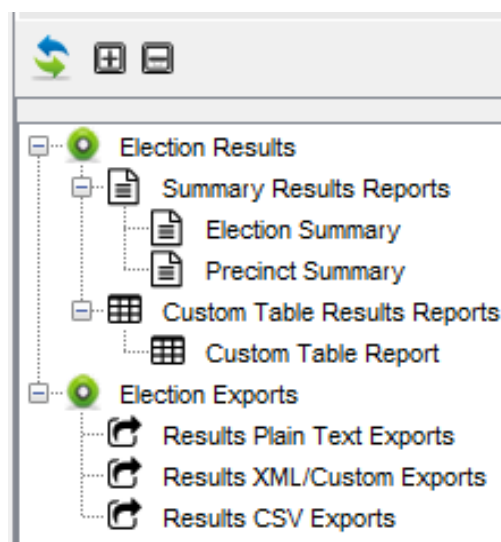 Election Results
Summary Results Reports
Election Summary
Precinct Summary
Custom Table Results Reports
Custom Table Report
Election Exports
Results Plain Text Exports
Results XML/Custom Exports
Results CSV Exports